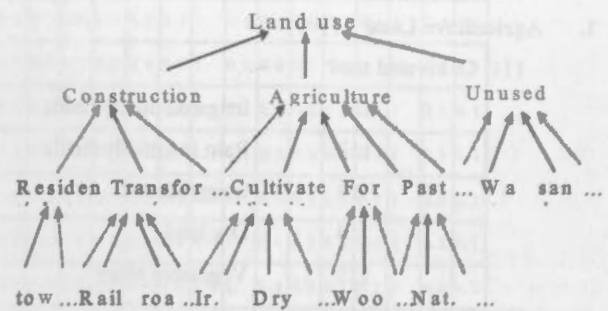 Land use
Construction Agriculture Unused
Residen Transfor ...Cultivate For Past ... Wa san ...
tow ...Rail roa ..Ir. Dry ...Woo ..Nat. ...